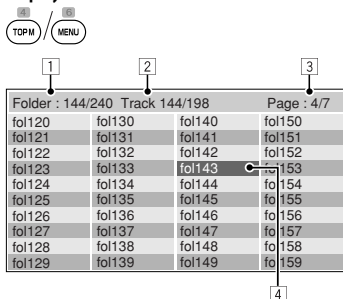 4 6
TOP M / MENU
1 2 3
Folder : 144/240 Track 144/198 Page : 4/7
fol120 fol130 fol140 fol150
fol121 fol131 fol141 fol151
fol122 fol132 fol142 fol152
fol123 fol133 fol143 fol153
fol124 fol134 fol144 fol154
fol125 fol135 fol145 fol155
fol126 fol136 fol146 fol156
fol127 fol137 fol147 fol157
fol128 fol138 fol148 fol158
fol129 fol139 fol149 fol159
4